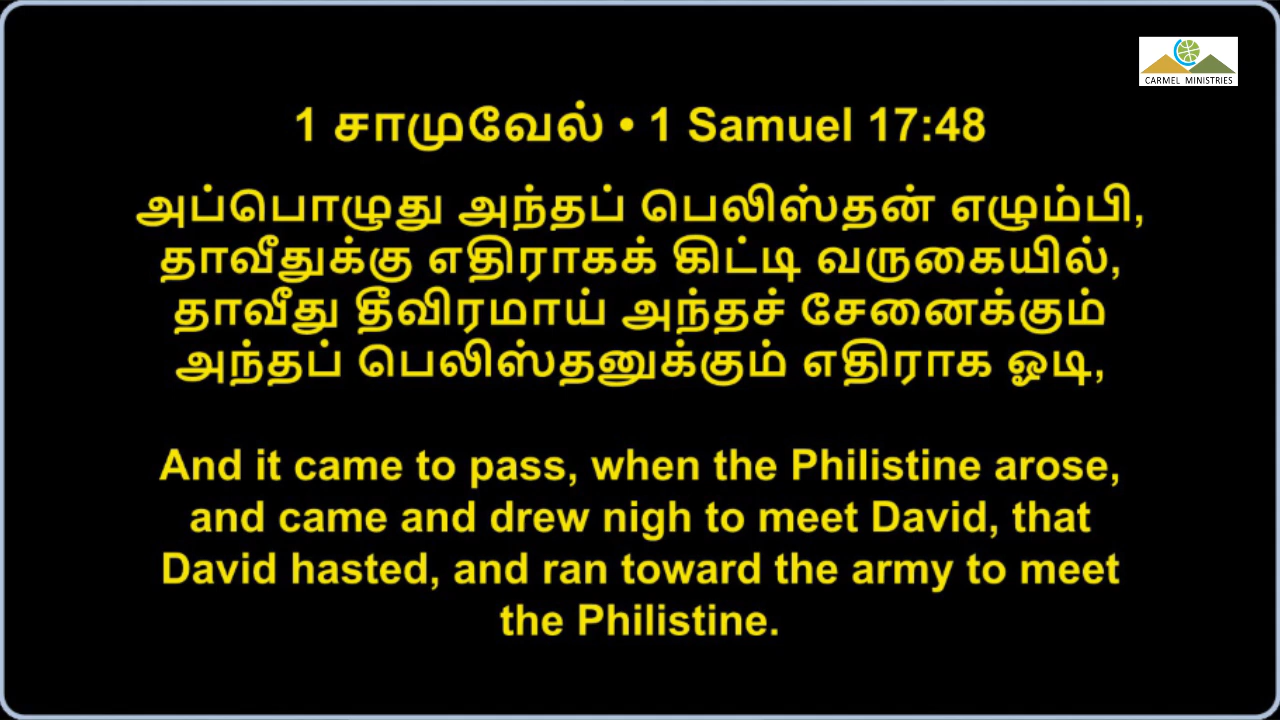 CARMEL MINISTRIES
1 சாமுவேல் • 1 Samuel 17:48
அப்பொழுது அந்தப் பெலிஸ்தன் எழும்பி,
தாவீதுக்கு எதிராகக் கிட்டி வருகையில்,
தாவீது தீவிரமாய் அந்தச் சேனைக்கும்
அந்தப் பெலிஸ்தனுக்கும் எதிராக ஓடி,
And it came to pass, when the Philistine arose,
and came and drew nigh to meet David, that
David hasted, and ran toward the army to meet
the Philistine.